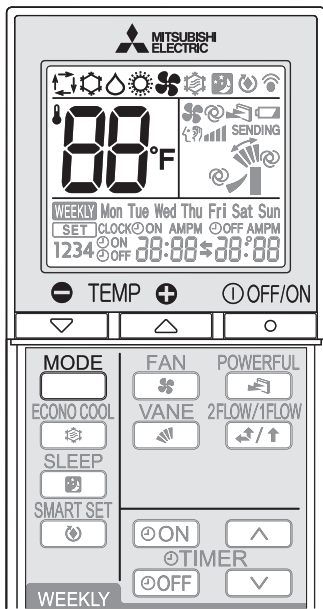 MITSUBISHI
ELECTRIC
88°F
SENDING
WEEKLY Mon Tue Wed Thu Fri Sat Sun
SET CLOCK ON AMPM OFF AMPM
1234 ON OFF 88:88 88:88
TEMP OFF/ON
MODE FAN POWERFUL
ECONO COOL VANE 2FLOW/1FLOW
SLEEP
SMART SET
ON
TIMER
OFF
WEEKLY